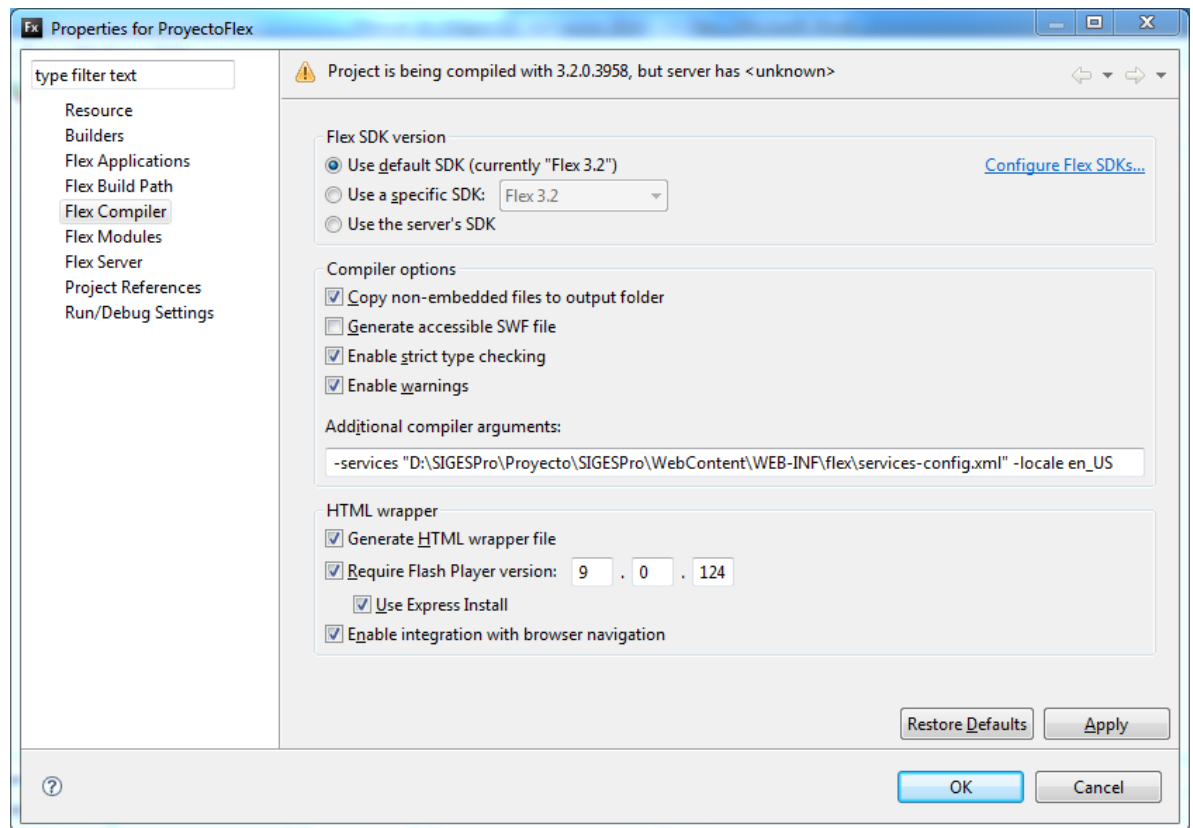 Fx Properties for ProyectoFlex
type filter text
Project is being compiled with 3.2.0.3958, but server has <unknown>
Resource
Builders
Flex Applications
Flex Build Path
Flex Compiler
Flex Modules
Flex Server
Project References
Run/Debug Settings
Flex SDK version
Use default SDK (currently "Flex 3.2")
Configure Flex SDKs...
Use a specific SDK: Flex 3.2
Use the server's SDK
Compiler options
Copy non-embedded files to output folder
Generate accessible SWF file
Enable strict type checking
Enable warnings
Additional compiler arguments:
-services "D:\SIGESPro\Proyecto\SIGESPro\WebContent\WEB-INF\flex\services-config.xml" -locale en_US
HTML wrapper
Generate HTML wrapper file
Require Flash Player version: 9 . 0 . 124
Use Express Install
Enable integration with browser navigation
Restore Defaults Apply
? OK Cancel